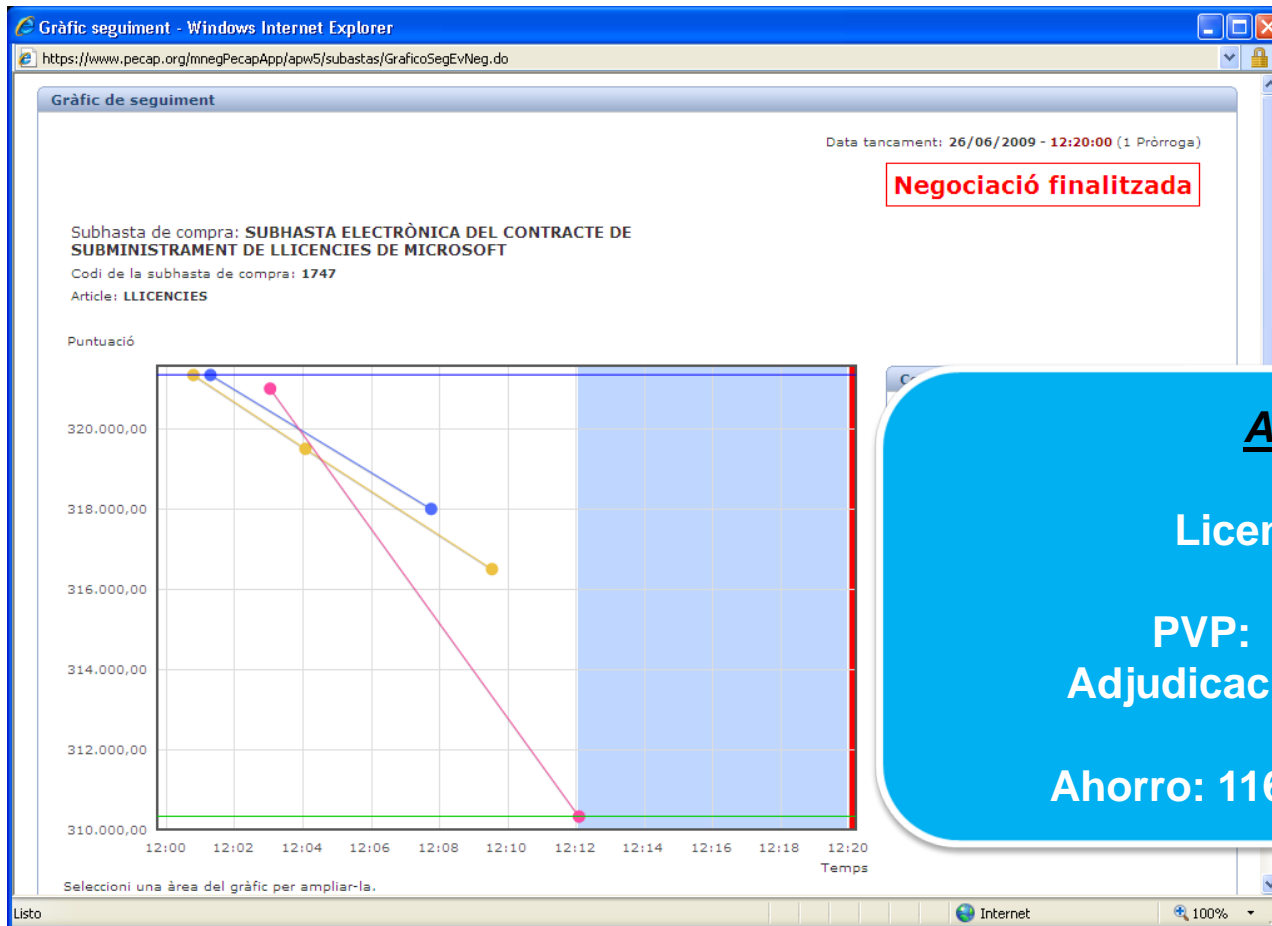 Gràfic seguiment - Windows Internet Explorer
https://www.pecap.org/mnegPecapApp/apw5/subastas/GraficoSegEvNeg.do
Gràfic de seguiment
Data tancament: 26/06/2009 - 12:20:00 (1 Pròrroga)
Negociació finalitzada
Subhasta de compra: SUBHASTA ELECTRÒNICA DEL CONTRACTE DE
SUBMINISTRAMENT DE LLICENCIES DE MICROSOFT
Codi de la subhasta de compra: 1747
Article: LLICENCIES
Puntuació
320.000,00
318.000,00
316.000,00
314.000,00
312.000,00
310.000,00
12:00 12:02 12:04 12:06 12:08 12:10 12:12 12:14 12:16 12:18 12:20
Temps
Seleccioni una àrea del gràfic per ampliar-la.
A
Licen
PVP:
Adjudicac
Ahorro: 116
Listo
Internet
100%